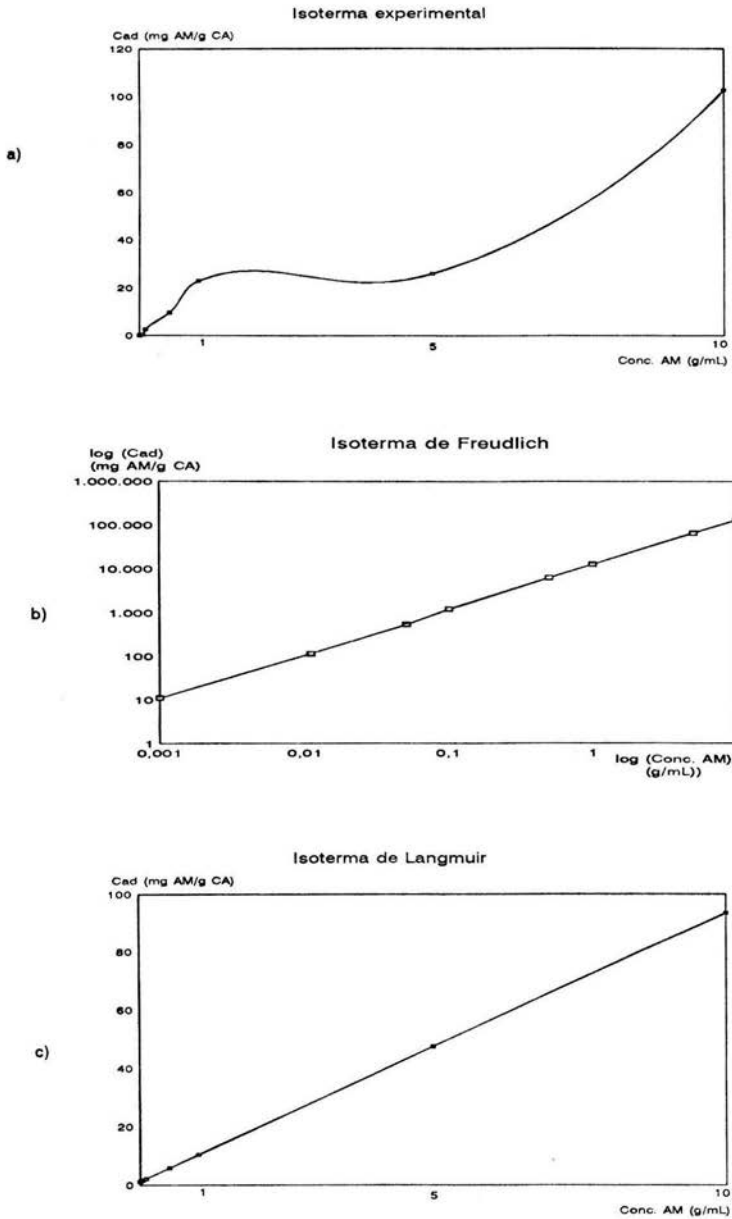 Isoterma experimental
Cad (mg AM/g CA)
120
100
80
60
40
20
0
1
5
10
Conc. AM (g/mL)
a)
Isoterma de Freudlich
log (Cad)
(mg AM/g CA)
1.000.000
100.000
10.000
1.000
100
10
1
0,001
0,01
0,1
1
log (Conc. AM)
(g/mL))
b)
Isoterma de Langmuir
Cad (mg AM/g CA)
100
80
60
40
20
0
1
5
10
Conc. AM (g/mL)
c)